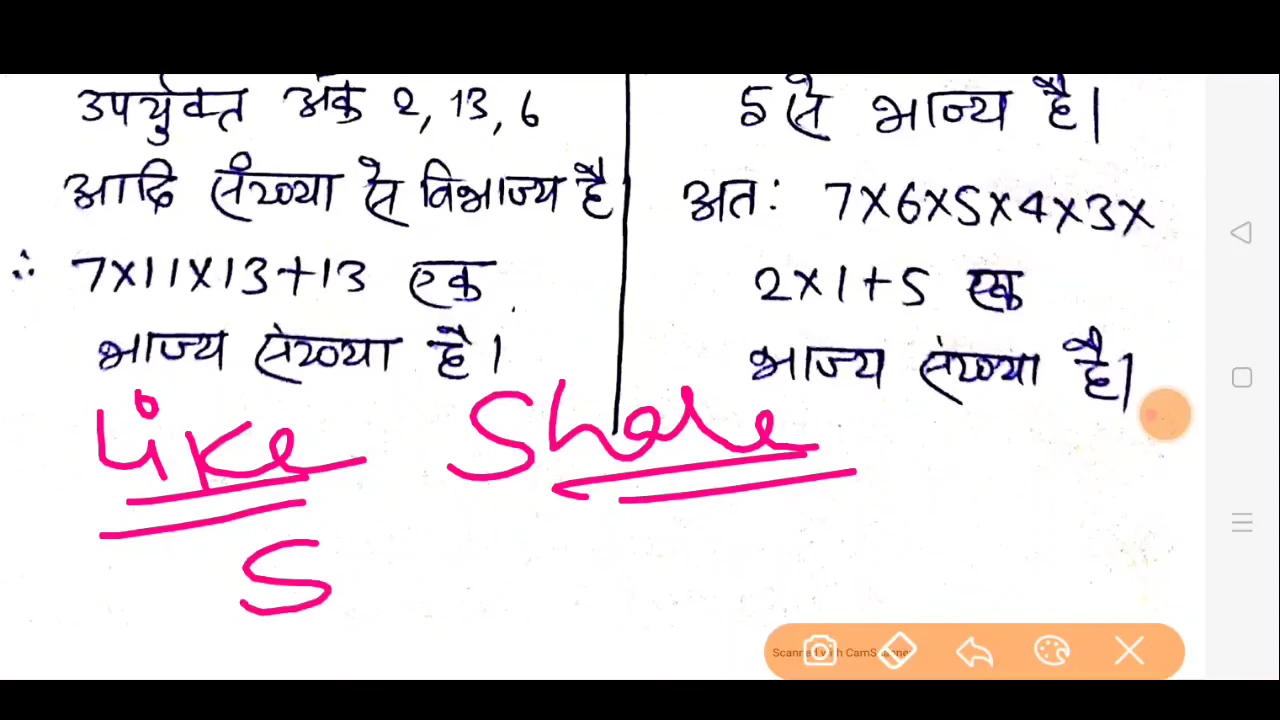 उपर्युक्त अंक 2, 13, 6
आदि संख्या से विभाज्य है
∴ 7×11×13+13 एक
भाज्य संख्या है।
5 से भाज्य है।
अतः 7×6×5×4×3×
2×1+5 एक
भाज्य संख्या है।
Like Share
S